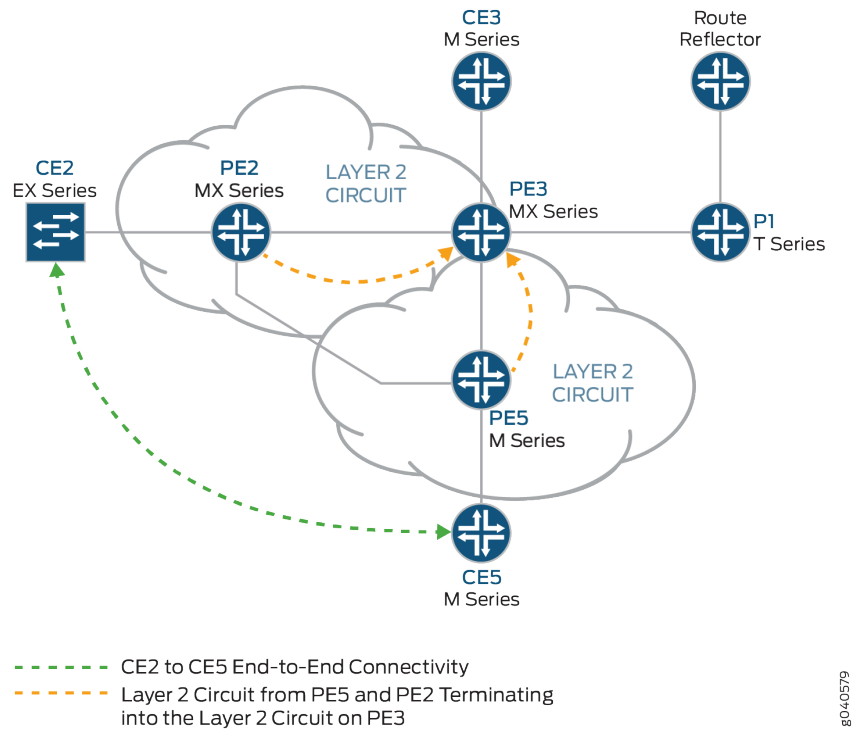 CE3
M Series
Route
Reflector
CE2
EX Series
PE2
MX Series
LAYER 2
CIRCUIT
PE3
MX Series
P1
T Series
LAYER 2
CIRCUIT
PE5
M Series
CE5
M Series
CE2 to CE5 End-to-End Connectivity
Layer 2 Circuit from PE5 and PE2 Terminating
into the Layer 2 Circuit on PE3
g040579